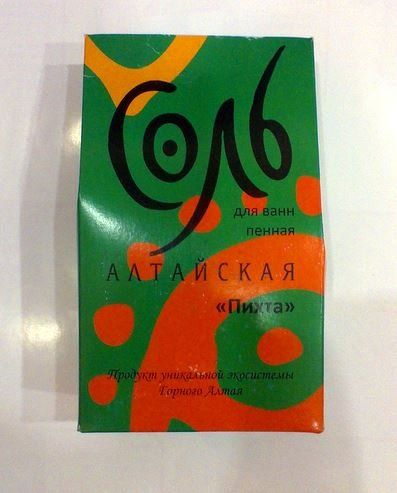 Соль
для ванн
пенная
АЛТАЙСКАЯ
«Пихта»
Продукт уникальной экосистемы
Горного Алтая